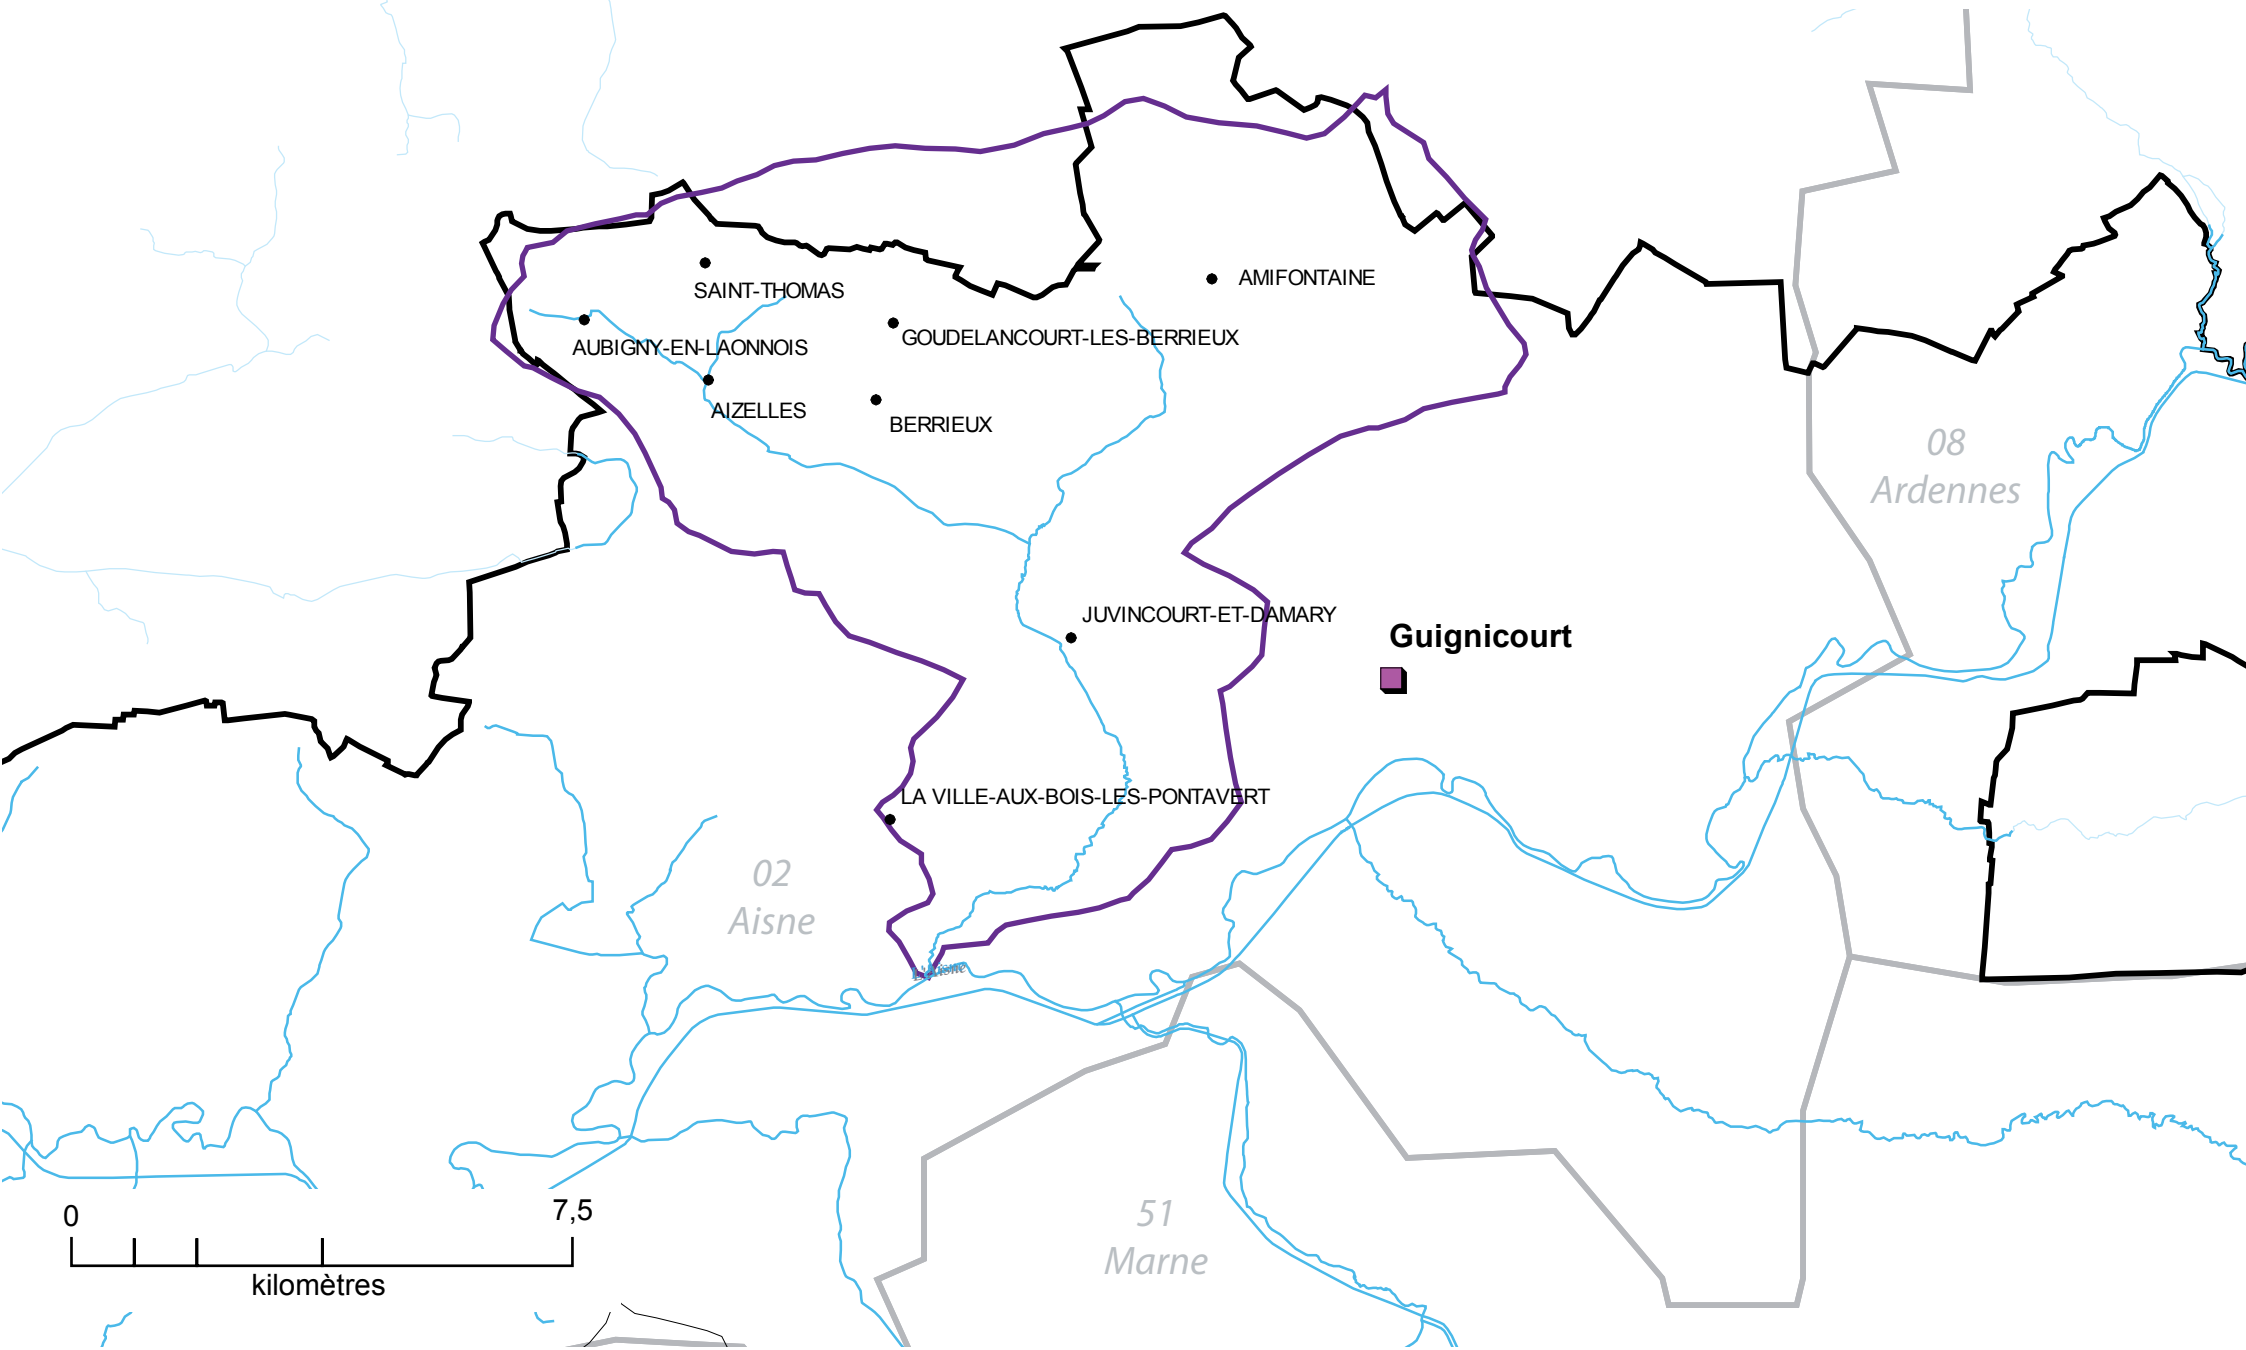 AMIFONTAINE
SAINT-THOMAS
GOUDELANCOURT-LES-BERRIEUX
AUBIGNY-EN-LAONNOIS
AIZELLES
BERRIEUX
08
Ardennes
JUVINCOURT-ET-DAMARY
Guignicourt
LA VILLE-AUX-BOIS-LES-PONTAVERT
02
Aisne
L'Aisne
51
Marne
0
7,5
kilomètres